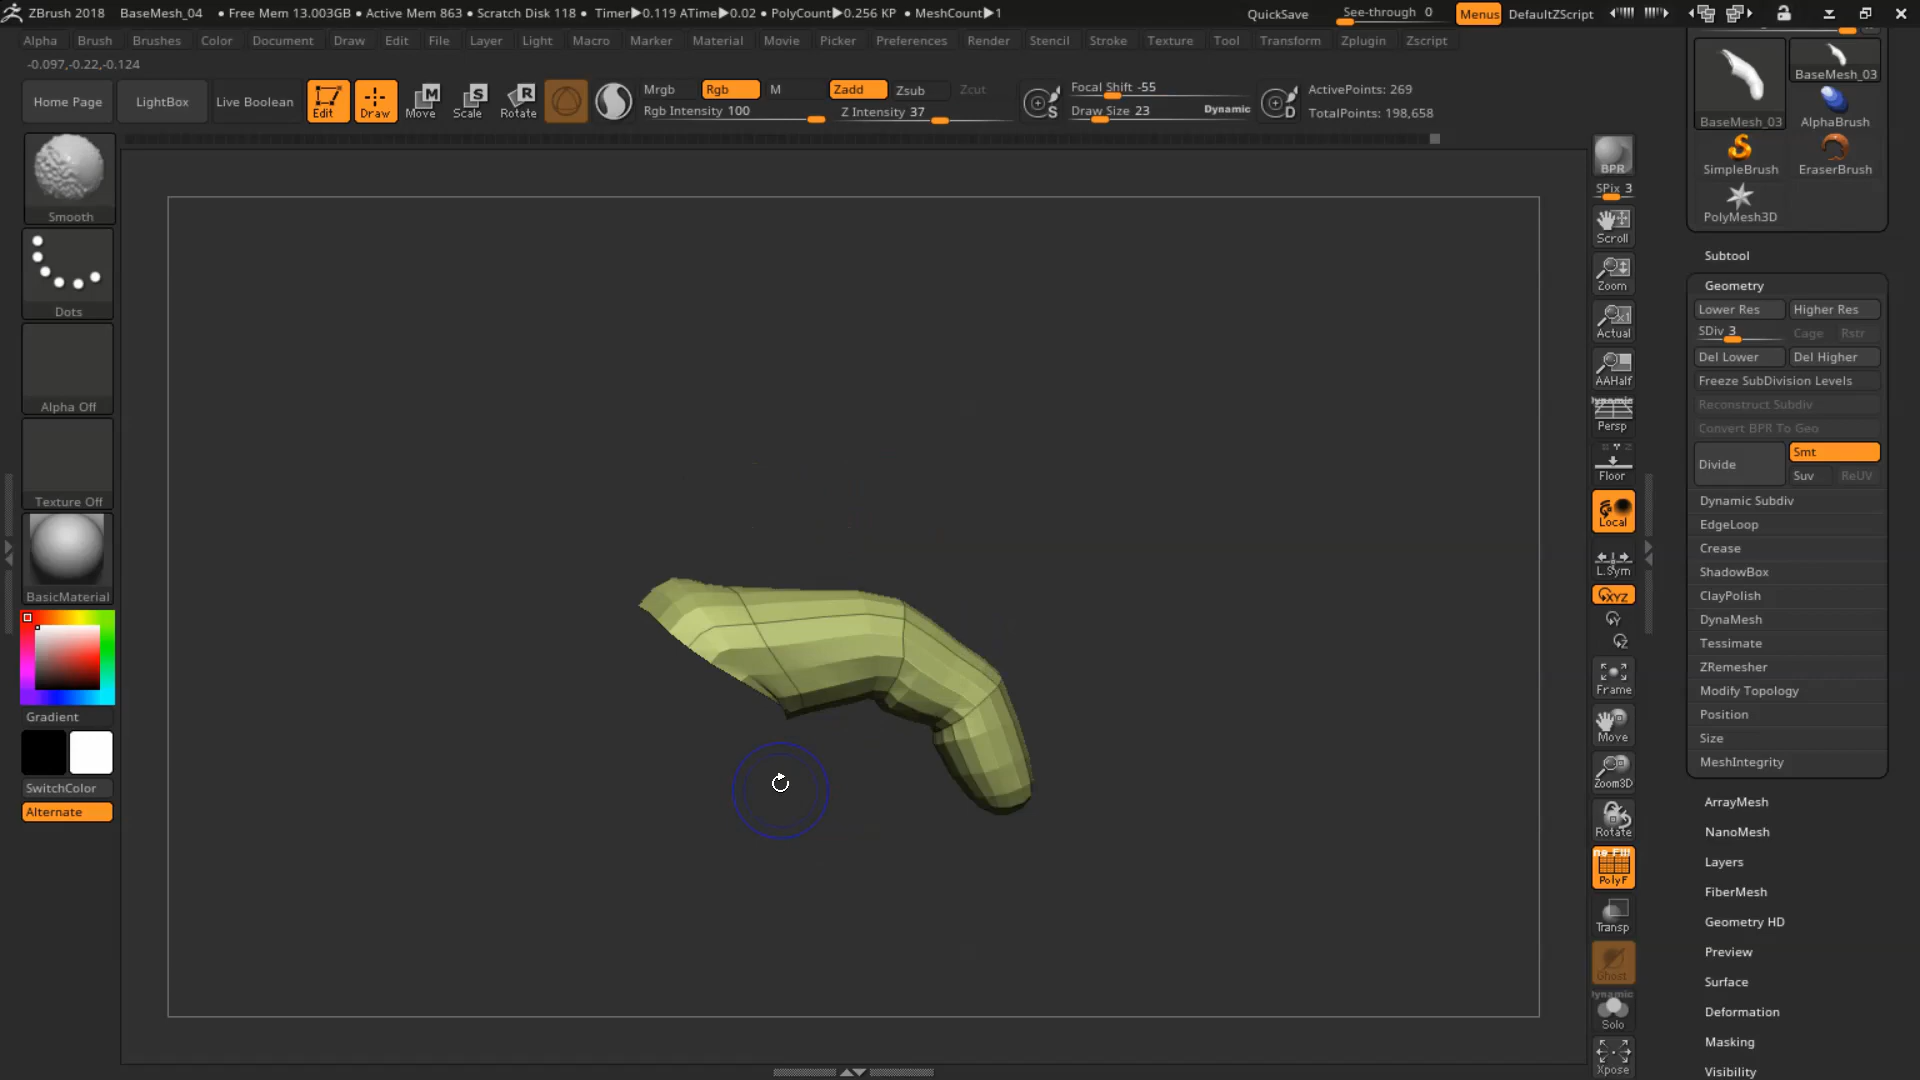 ZBrush 2018 BaseMesh_04 • Free Mem 13.003GB • Active Mem 863 • Scratch Disk 118 • Timer▶0.119 ATime▶0.02 • PolyCount▶0.256 KP • MeshCount▶1 QuickSave See-through 0 Menus DefaultZScript
Alpha Brush Brushes Color Document Draw Edit File Layer Light Macro Marker Material Movie Picker Preferences Render Stencil Stroke Texture Tool Transform Zplugin Zscript
-0.097,-0.22,-0.124
Home Page LightBox Live Boolean Edit Draw Move Scale Rotate
Mrgb Rgb M Zadd Zsub Zcut Focal Shift -55 ActivePoints: 269
Rgb Intensity 100 Z Intensity 37 Draw Size 23 Dynamic TotalPoints: 198,658
Smooth
Dots
Alpha Off
Texture Off
BasicMaterial
Gradient
SwitchColor
Alternate
BPR
SPix 3
Scroll
Zoom
Actual
AAHalf
Dynamic
Persp
Floor
Local
L.Sym
XYZ
Frame
Move
Zoom3D
Rotate
PolyF
Transp
Ghost
Dynamic
Solo
Xpose
BaseMesh_03
BaseMesh_03 AlphaBrush
SimpleBrush EraserBrush
PolyMesh3D
Subtool
Geometry
Lower Res Higher Res
SDiv 3 Cage Rstr
Del Lower Del Higher
Freeze SubDivision Levels
Reconstruct Subdiv
Convert BPR To Geo
Divide Smt
Suv ReUV
Dynamic Subdiv
EdgeLoop
Crease
ShadowBox
ClayPolish
DynaMesh
Tessimate
ZRemesher
Modify Topology
Position
Size
MeshIntegrity
ArrayMesh
NanoMesh
Layers
FiberMesh
Geometry HD
Preview
Surface
Deformation
Masking
Visibility